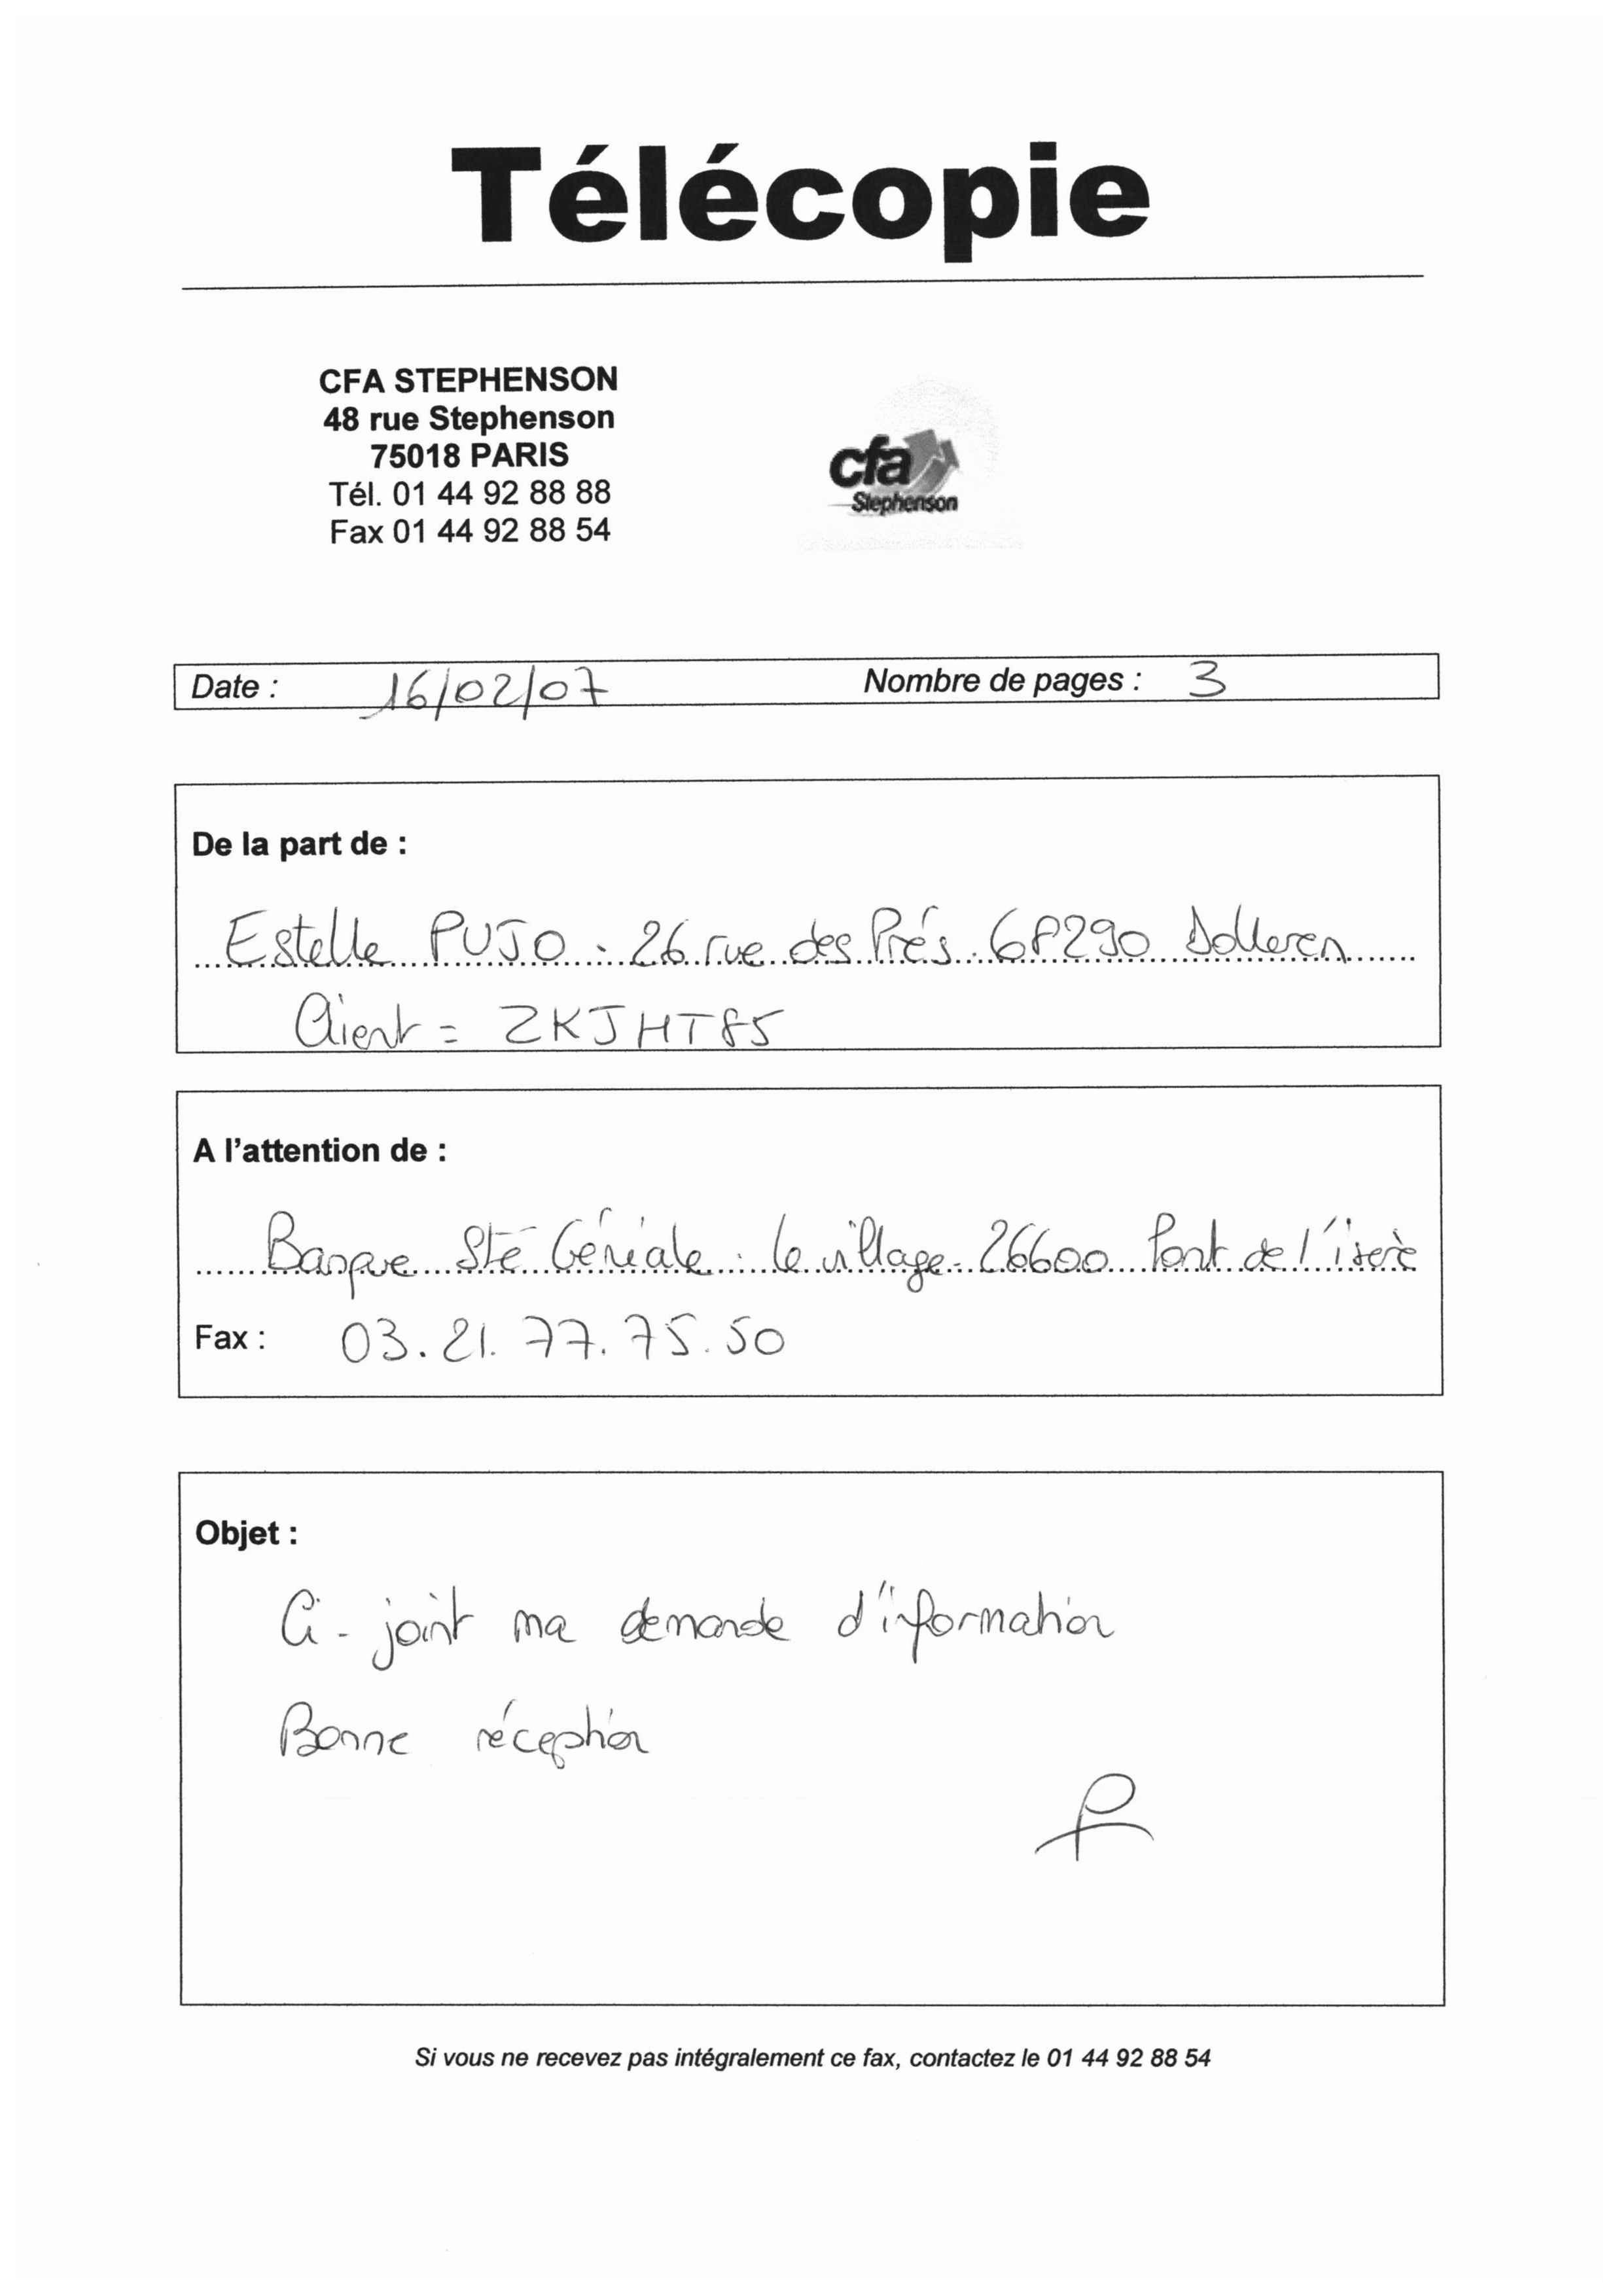 Télécopie
CFA STEPHENSON
48 rue Stephenson
75018 PARIS
Tél. 01 44 92 88 88
Fax 01 44 92 88 54
cfa
Stephenson
Date : 16/02/07 Nombre de pages : 3
De la part de :
Estelle PUJO. 26 rue des Prés. 68290 Dolleren
Client = ZKJHT85
A l'attention de :
Banque Sté Géniale. Le village - 26600 Pont de l'iserè
Fax : 03.21.77.75.50
Objet :
Ci-joint ma demande d'information
Bonne réception
Si vous ne recevez pas intégralement ce fax, contactez le 01 44 92 88 54